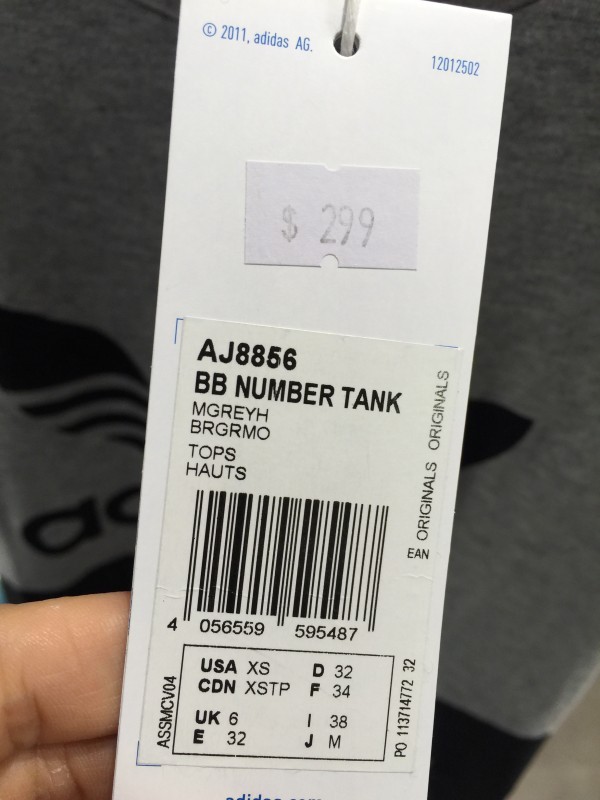 © 2011, adidas AG.
12012502
$ 299
AJ8856
BB NUMBER TANK
MGREYH
BRGRMO
TOPS
HAUTS
ORIGINALS ORIGINALS
EAN
4 056559 595487
USA XS D 32
CDN XSTP F 34
UK 6 I 38
E 32 J M
ASSMCV04
PO 113714772 32